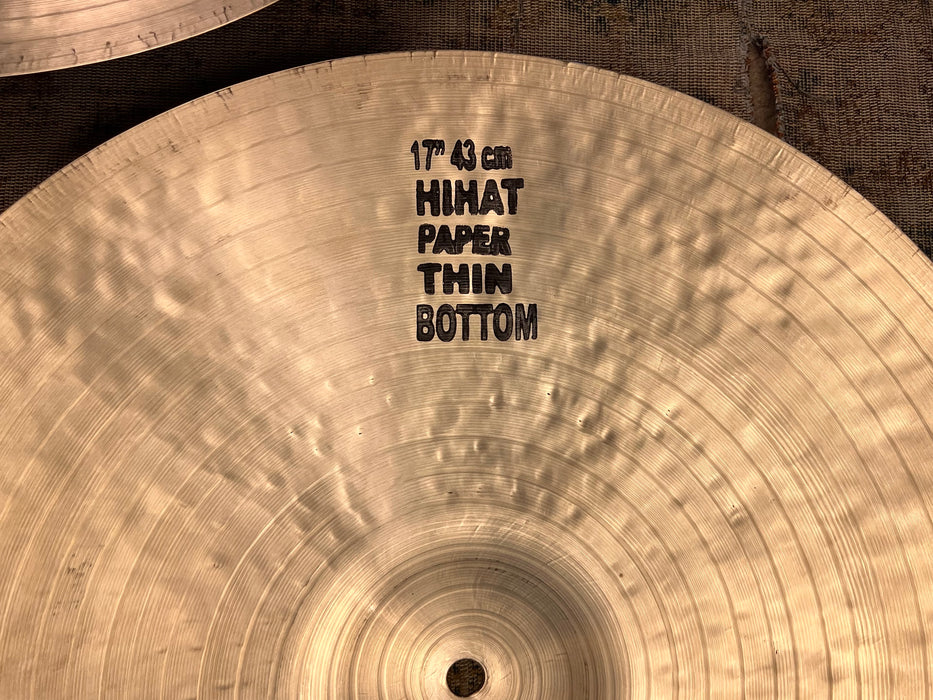 17" 43 cm
HIHAT
PAPER
THIN
BOTTOM